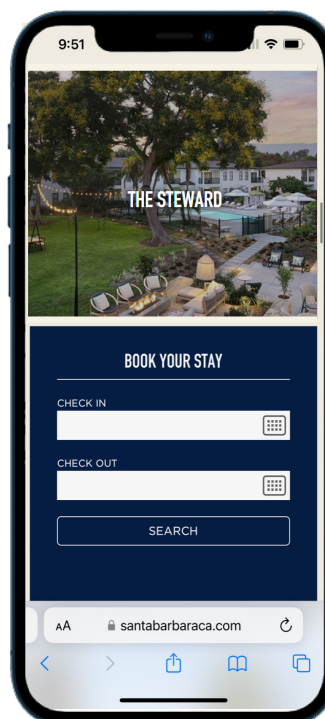 9:51
THE STEWARD
BOOK YOUR STAY
CHECK IN
CHECK OUT
SEARCH
AA santabarbaraca.com